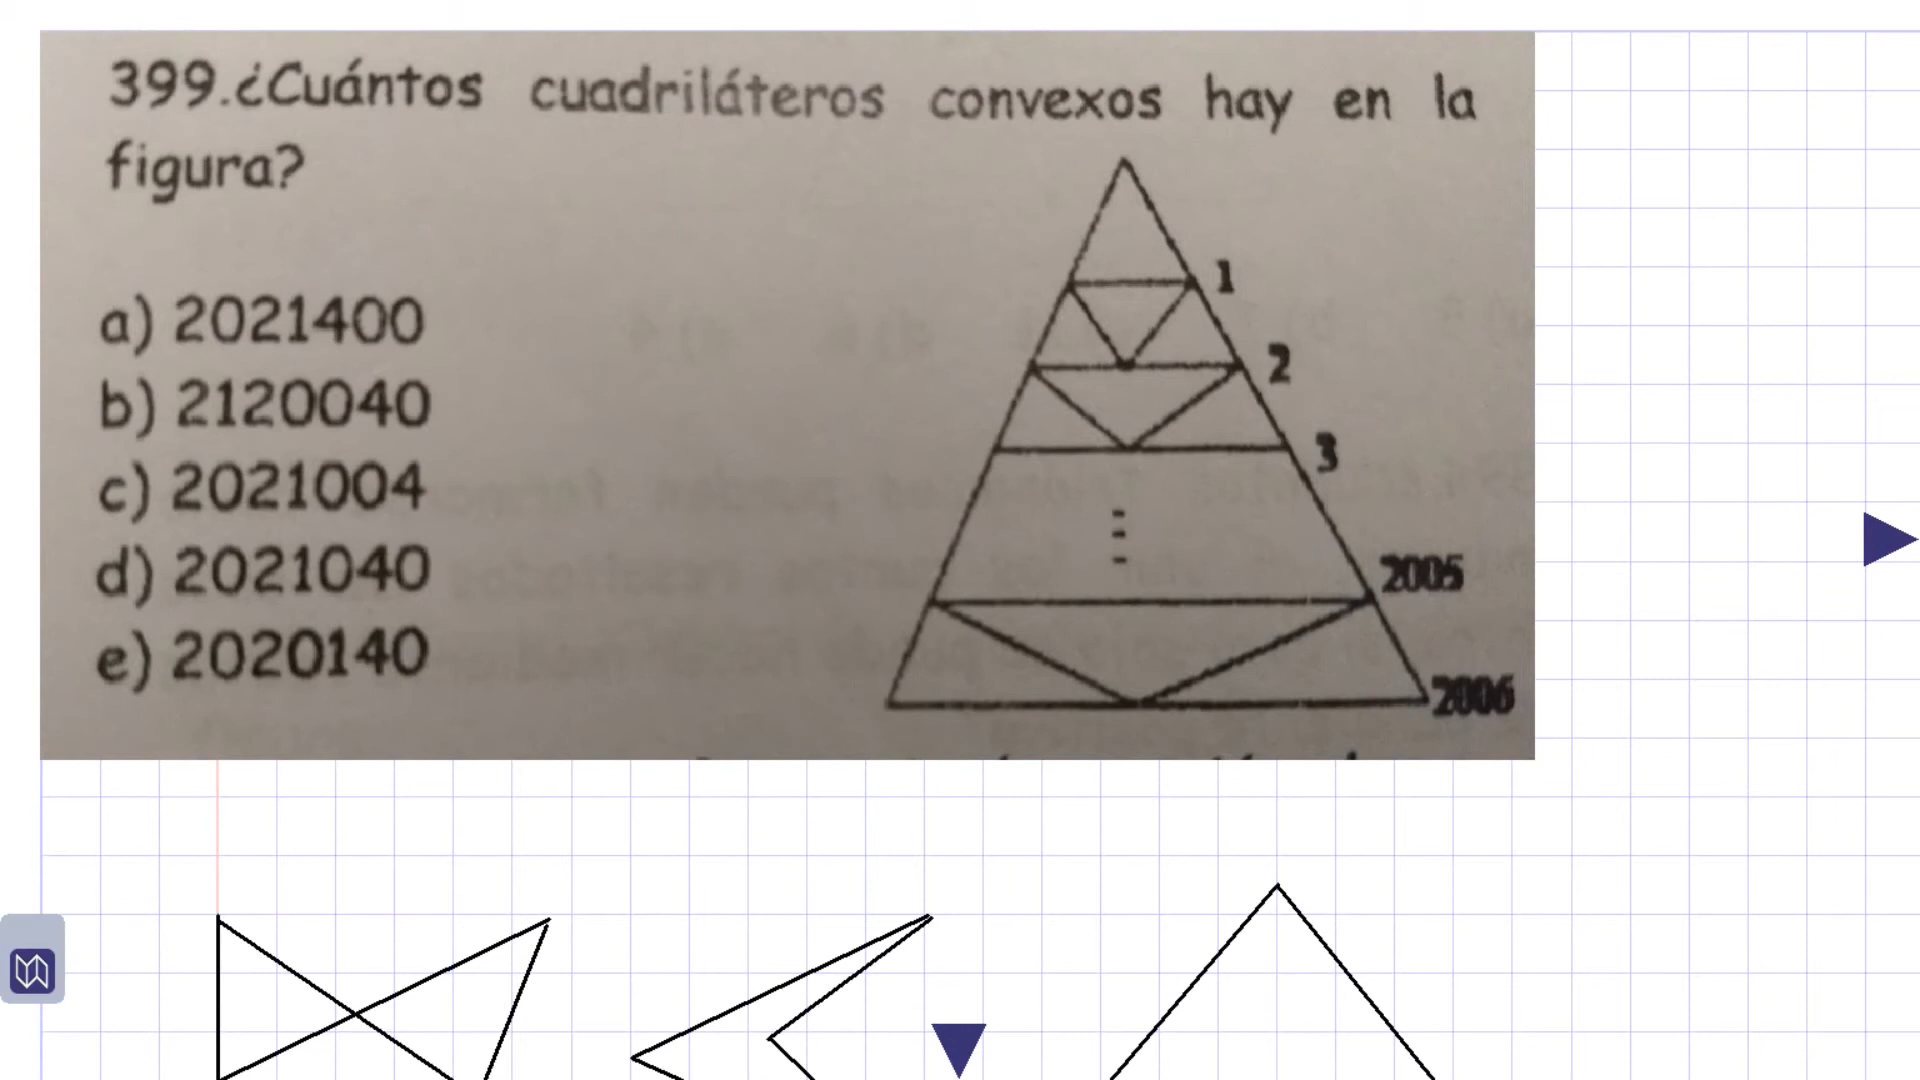 399.¿Cuántos cuadriláteros convexos hay en la
figura?
a) 2021400
b) 2120040
c) 2021004
d) 2021040
e) 2020140
1
2
3
2005
2006